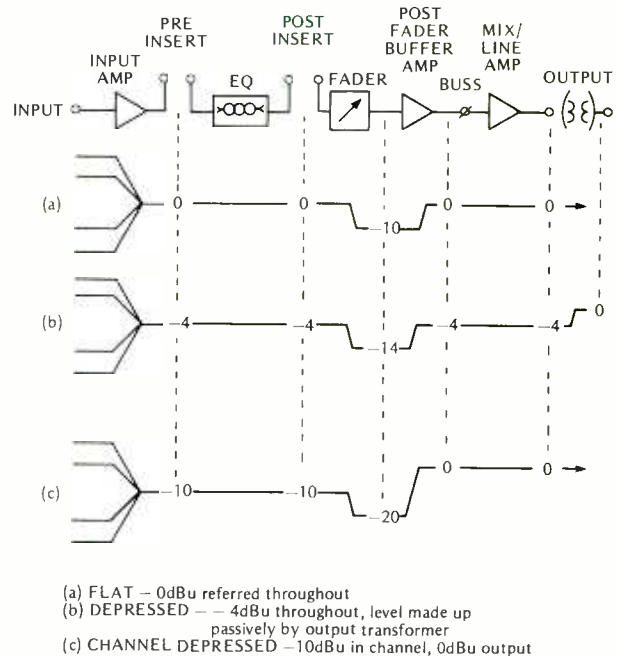 PRE
INSERT
POST
INSERT
POST
FADER
BUFFER
AMP
MIX/
LINE
AMP
INPUT
AMP
EQ
FADER
BUSS
OUTPUT
INPUT
(a)
0
0
-10
0
0
(b)
-4
-4
-14
-4
-4
0
(c)
-10
-10
-20
0
0
(a) FLAT – 0dBu referred throughout
(b) DEPRESSED – – 4dBu throughout, level made up
passively by output transformer
(c) CHANNEL DEPRESSED –10dBu in channel, 0dBu output